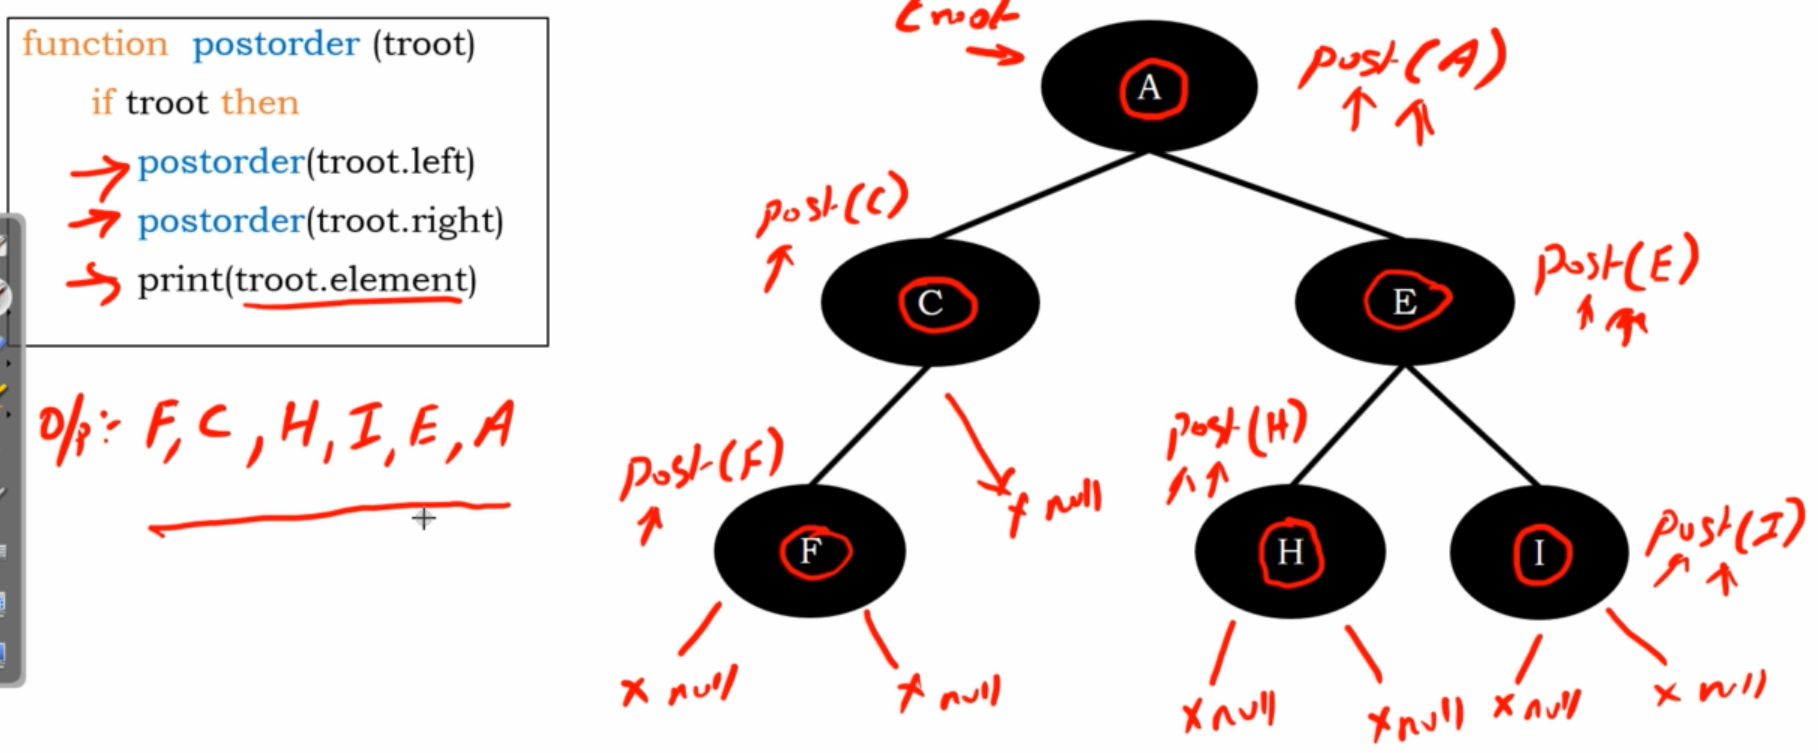 function postorder (troot)
if troot then
postorder(troot.left)
postorder(troot.right)
print(troot.element)
O/p:- F, C, H, I, E, A
troot
A
post(A)
post(C)
C
E
post(E)
post(F)
F
x null
post(H)
H
I
post(I)
x null
x null
x null
x null
x null
x null